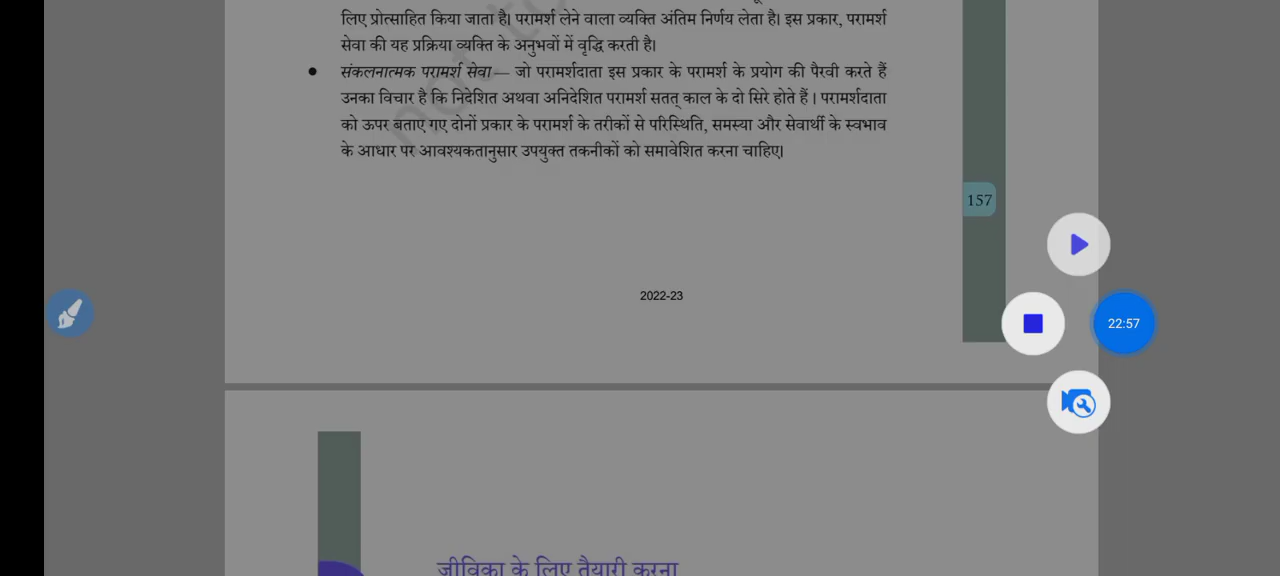 लिए प्रोत्साहित किया जाता है। परामर्श लेने वाला व्यक्ति अंतिम निर्णय लेता है। इस प्रकार, परामर्श
सेवा की यह प्रक्रिया व्यक्ति के अनुभवों में वृद्धि करती है।
● संकलनात्मक परामर्श सेवा — जो परामर्शदाता इस प्रकार के परामर्श के प्रयोग की पैरवी करते हैं
उनका विचार है कि निदेशित अथवा अनिदेशित परामर्श सतत् काल के दो सिरे होते हैं । परामर्शदाता
को ऊपर बताए गए दोनों प्रकार के परामर्श के तरीकों से परिस्थिति, समस्या और सेवार्थी के स्वभाव
के आधार पर आवश्यकतानुसार उपयुक्त तकनीकों को समावेशित करना चाहिए।
157
2022-23
22:57
जीविका के लिए तैयारी करना